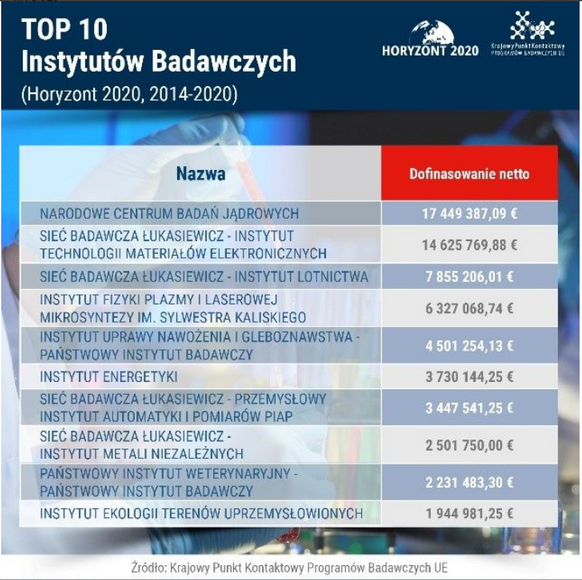 TOP 10
Instytutów Badawczych
(Horyzont 2020, 2014-2020)
HORYZONT 2020
Krajowy Punkt Kontaktowy
PROGRAMÓW BADAWCZYCH UE
Nazwa
Dofinasowanie netto
NARODOWE CENTRUM BADAŃ JĄDROWYCH
17 449 387,09 €
SIEĆ BADAWCZA ŁUKASIEWICZ - INSTYTUT
TECHNOLOGII MATERIAŁÓW ELEKTRONICZNYCH
14 625 769,88 €
SIEĆ BADAWCZA ŁUKASIEWICZ - INSTYTUT LOTNICTWA
7 855 206,01 €
INSTYTUT FIZYKI PLAZMY I LASEROWEJ
MIKROSYNTEZY IM. SYLWESTRA KALISKIEGO
6 327 068,74 €
INSTYTUT UPRAWY NAWOŻENIA I GLEBOZNAWSTWA -
PAŃSTWOWY INSTYTUT BADAWCZY
4 501 254,13 €
INSTYTUT ENERGETYKI
3 730 144,25 €
SIEĆ BADAWCZA ŁUKASIEWICZ - PRZEMYSŁOWY
INSTYTUT AUTOMATYKI I POMIARÓW PIAP
3 447 541,25 €
SIEĆ BADAWCZA ŁUKASIEWICZ -
INSTYTUT METALI NIEŻELAZNYCH
2 501 750,00 €
PAŃSTWOWY INSTYTUT WETERYNARYJNY -
PAŃSTWOWY INSTYTUT BADAWCZY
2 231 483,30 €
INSTYTUT EKOLOGII TERENÓW UPRZEMYSŁOWIONYCH
1 944 981,25 €
Źródło: Krajowy Punkt Kontaktowy Programów Badawczych UE